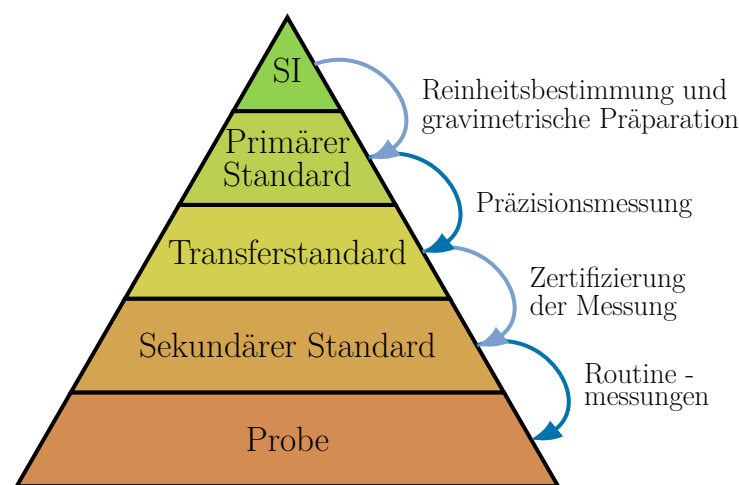 SI
Reinheitsbestimmung und
gravimetrische Präparation
Primärer
Standard
Präzisionsmessung
Transferstandard
Zertifizierung
der Messung
Sekundärer Standard
Routine -
messungen
Probe